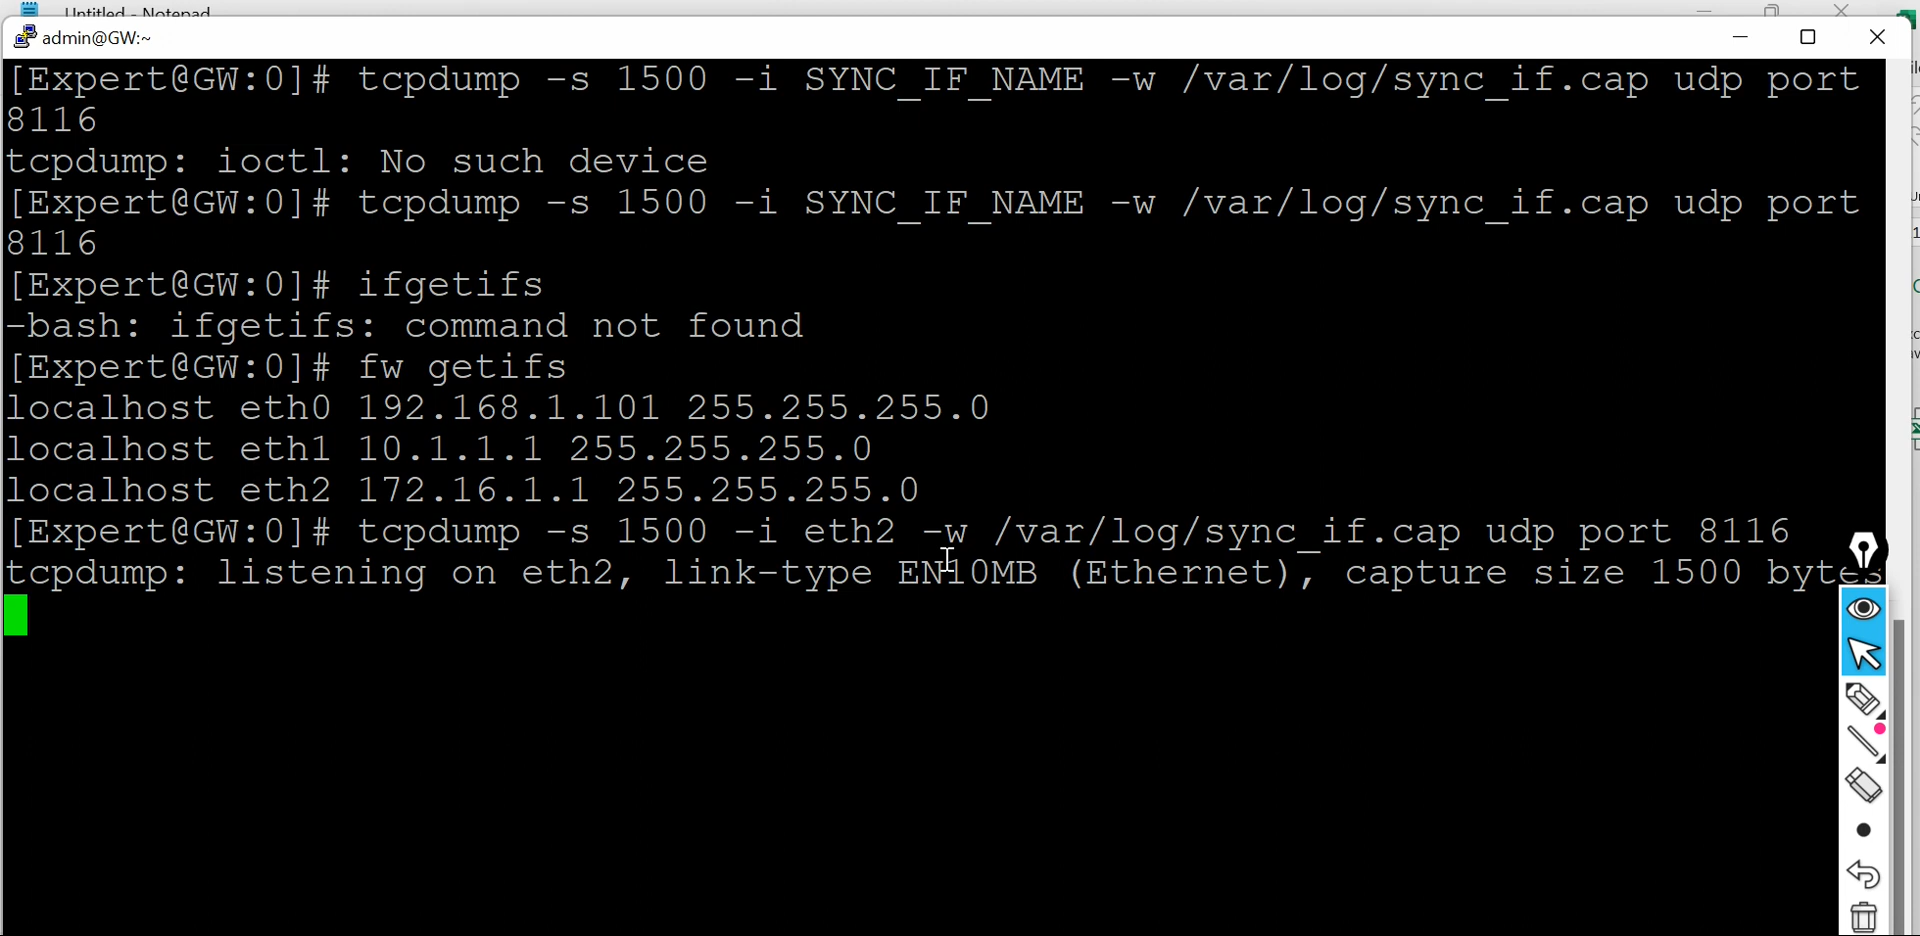 Untitled - Notepad
admin@GW:~
[Expert@GW:0]# tcpdump -s 1500 -i SYNC_IF_NAME -w /var/log/sync_if.cap udp port
8116
tcpdump: ioctl: No such device
[Expert@GW:0]# tcpdump -s 1500 -i SYNC_IF_NAME -w /var/log/sync_if.cap udp port
8116
[Expert@GW:0]# ifgetifs
-bash: ifgetifs: command not found
[Expert@GW:0]# fw getifs
localhost eth0 192.168.1.101 255.255.255.0
localhost eth1 10.1.1.1 255.255.255.0
localhost eth2 172.16.1.1 255.255.255.0
[Expert@GW:0]# tcpdump -s 1500 -i eth2 -w /var/log/sync_if.cap udp port 8116
tcpdump: listening on eth2, link-type EN10MB (Ethernet), capture size 1500 bytes